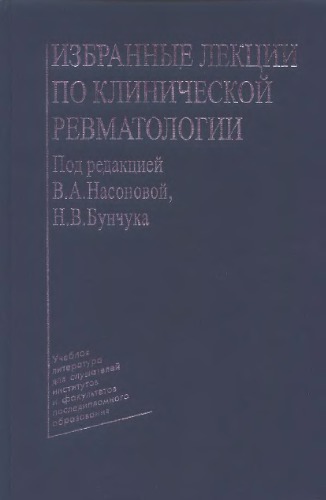 ИЗБРАННЫЕ ЛЕКЦИИ
ПО КЛИНИЧЕСКОЙ
РЕВМАТОЛОГИИ
Под редакцией
В.А.Насоновой,
Н.В.Бунчука
Учебная
литература
для слушателей
институтов
и факультетов
последипломного
образования